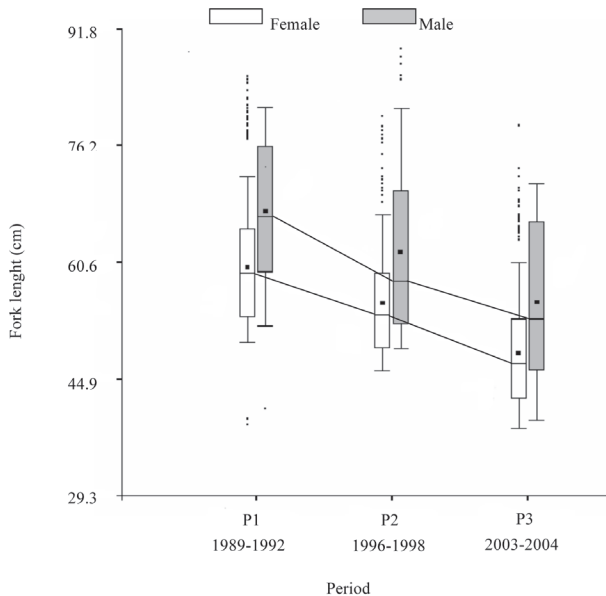 Female Male
91.8
76.2
60.6
44.9
29.3
Fork lenght (cm)
P1 P2 P3
1989-1992 1996-1998 2003-2004
Period